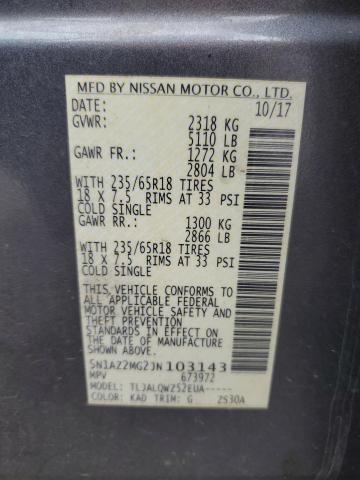 MFD BY NISSAN MOTOR CO., LTD.
DATE: 10/17
GVWR: 2318 KG
5110 LB
GAWR FR.: 1272 KG
2804 LB
WITH 235/65R18 TIRES
18 X 7.5 RIMS AT 33 PSI
COLD SINGLE
GAWR RR.: 1300 KG
2866 LB
WITH 235/65R18 TIRES
18 X 7.5 RIMS AT 33 PSI
COLD SINGLE
THIS VEHICLE CONFORMS TO
ALL APPLICABLE FEDERAL
MOTOR VEHICLE SAFETY AND
THEFT PREVENTION
STANDARDS IN EFFECT ON
THE DATE OF MANUFACTURE
SHOWN ABOVE.
5N1AZ2MG2JN103143
MPV 673972
MODEL: TL3ALQWZ52EUA-----
COLOR: KAD TRIM: G 2S30A